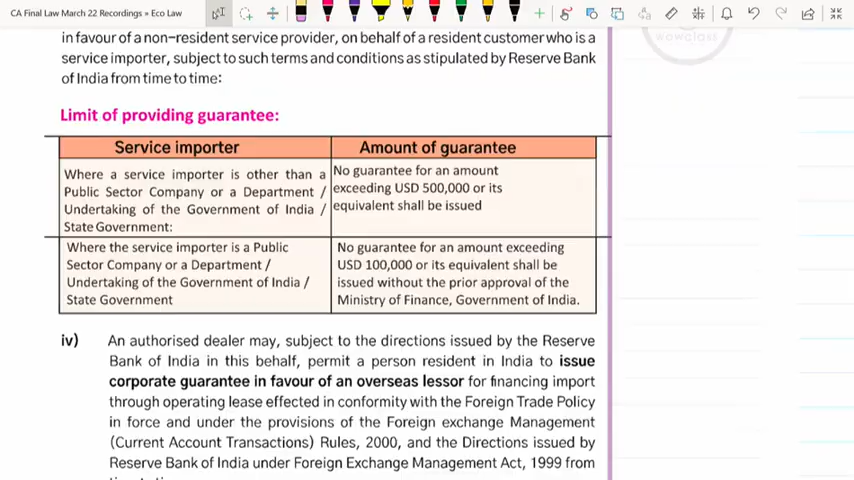 CA Final Law March 22 Recordings » Eco Law
wowclass
in favour of a non-resident service provider, on behalf of a resident customer who is a
service importer, subject to such terms and conditions as stipulated by Reserve Bank
of India from time to time:
Limit of providing guarantee:
Service importer Amount of guarantee
Where a service importer is other than a
Public Sector Company or a Department /
Undertaking of the Government of India /
State Government:
No guarantee for an amount
exceeding USD 500,000 or its
equivalent shall be issued
Where the service importer is a Public
Sector Company or a Department /
Undertaking of the Government of India /
State Government
No guarantee for an amount exceeding
USD 100,000 or its equivalent shall be
issued without the prior approval of the
Ministry of Finance, Government of India.
iv) An authorised dealer may, subject to the directions issued by the Reserve
Bank of India in this behalf, permit a person resident in India to issue
corporate guarantee in favour of an overseas lessor for financing import
through operating lease effected in conformity with the Foreign Trade Policy
in force and under the provisions of the Foreign exchange Management
(Current Account Transactions) Rules, 2000, and the Directions issued by
Reserve Bank of India under Foreign Exchange Management Act, 1999 from